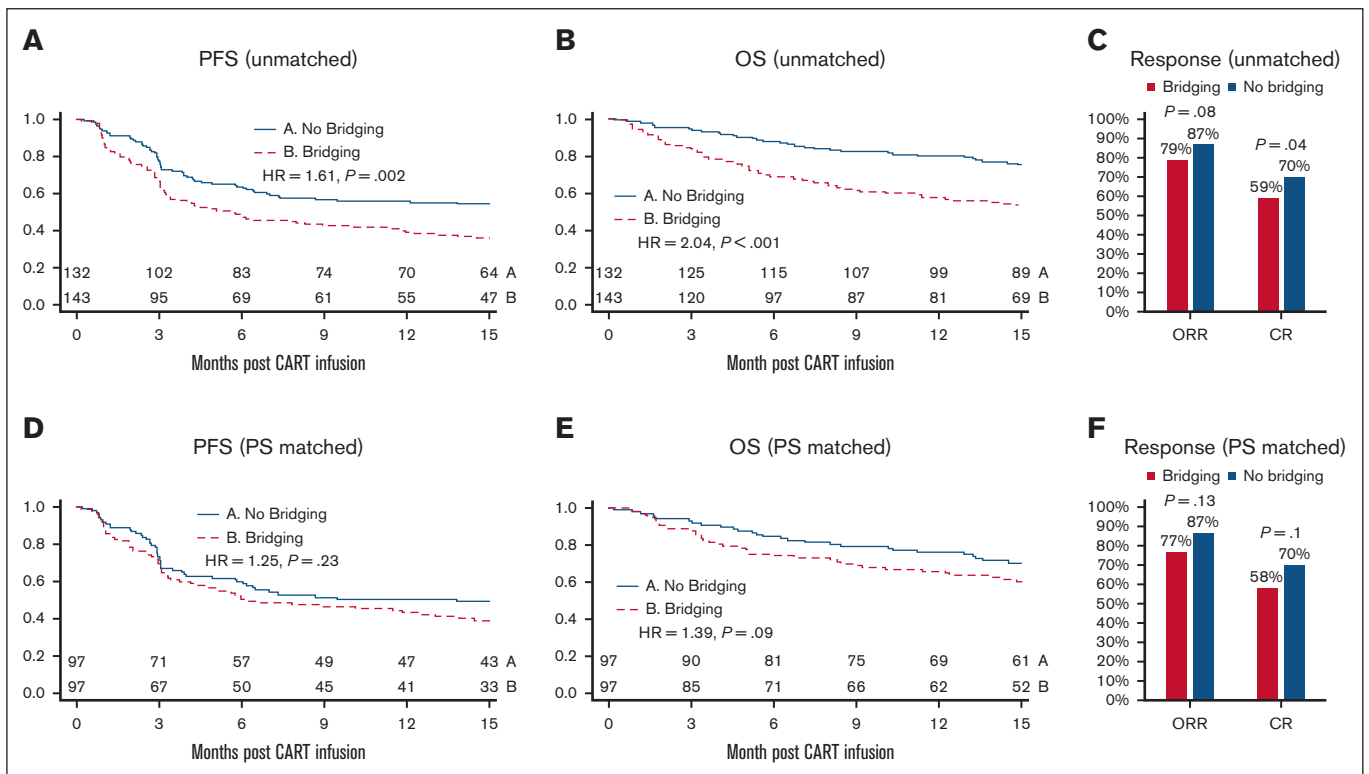 A
PFS (unmatched)
1.0
0.8
0.6
0.4
0.2
0.0
A. No Bridging
B. Bridging
HR = 1.61, P = .002
132 102 83 74 70 64 A
143 95 69 61 55 47 B
0 3 6 9 12 15
Months post CART infusion
B
OS (unmatched)
1.0
0.8
0.6
0.4
0.2
0.0
A. No Bridging
B. Bridging
HR = 2.04, P < .001
132 125 115 107 99 89 A
143 120 97 87 81 69 B
0 3 6 9 12 15
Months post CART infusion
C
Response (unmatched)
Bridging No bridging
100%
90%
80%
70%
60%
50%
40%
30%
20%
10%
0%
P = .08
79% 87%
P = .04
59% 70%
ORR CR
D
PFS (PS matched)
1.0
0.8
0.6
0.4
0.2
0.0
A. No Bridging
B. Bridging
HR = 1.25, P = .23
97 71 57 49 47 43 A
97 67 50 45 41 33 B
0 3 6 9 12 15
Months post CART infusion
E
OS (PS matched)
1.0
0.8
0.6
0.4
0.2
0.0
A. No Bridging
B. Bridging
HR = 1.39, P = .09
97 90 81 75 69 61 A
97 85 71 66 62 52 B
0 3 6 9 12 15
Months post CART infusion
F
Response (PS matched)
Bridging No bridging
100%
90%
80%
70%
60%
50%
40%
30%
20%
10%
0%
P = .13
77% 87%
P = .1
58% 70%
ORR CR